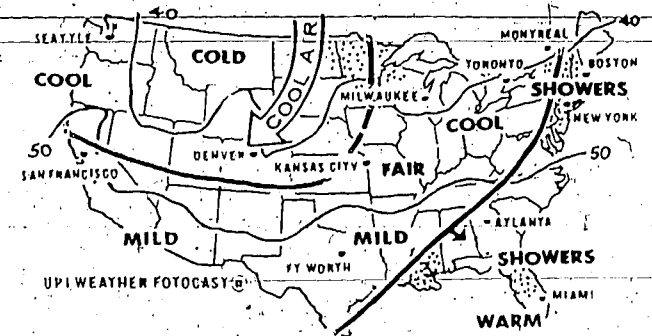 40
40
SEATTLE
MONTREAL
COLD
COOL AIR
TORONTO
BOSTON
COOL
MILWAUKEE
SHOWERS
NEW YORK
COOL
50
DENVER
KANSAS CITY
FAIR
50
SAN FRANCISCO
ATLANTA
MILD
MILD
SHOWERS
FT WORTH
UPI WEATHER FOTOCAST ®
MIAMI
WARM